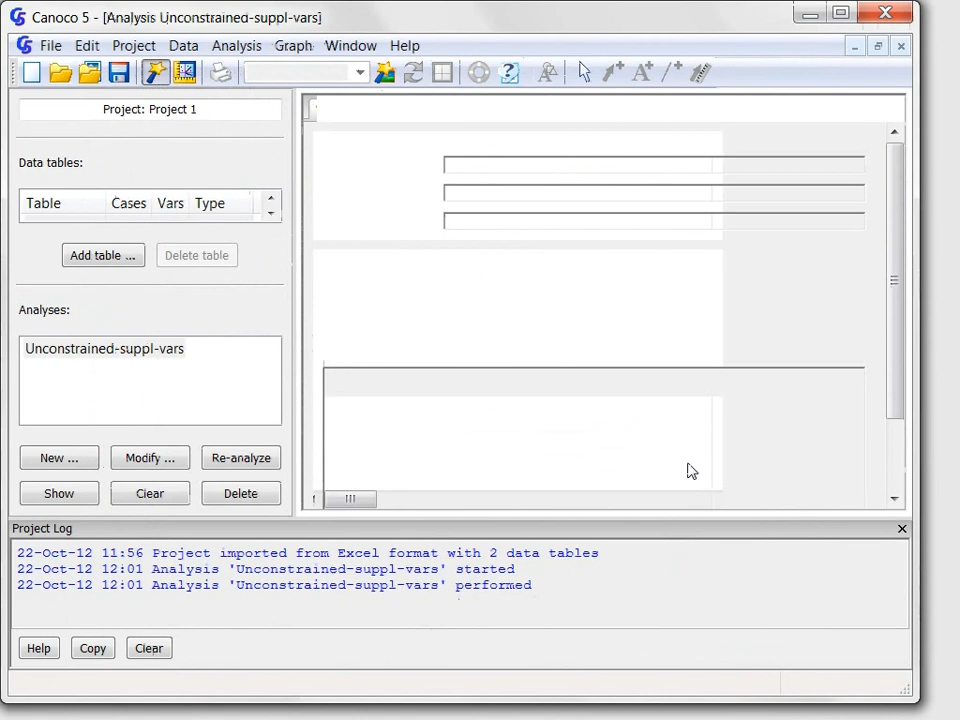 Canoco 5 - [Analysis Unconstrained-suppl-vars]
File Edit Project Data Analysis Graph Window Help
Project: Project 1
Data tables:
Table Cases Vars Type
Add table ... Delete table
Analyses:
Unconstrained-suppl-vars
New ... Modify ... Re-analyze
Show Clear Delete
Project Log
22-Oct-12 11:56 Project imported from Excel format with 2 data tables
22-Oct-12 12:01 Analysis 'Unconstrained-suppl-vars' started
22-Oct-12 12:01 Analysis 'Unconstrained-suppl-vars' performed
Help Copy Clear